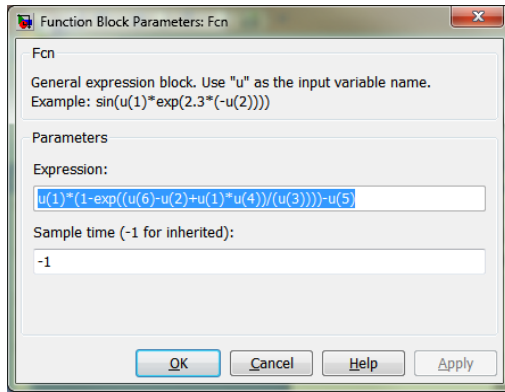 Function Block Parameters: Fcn
Fcn
General expression block. Use "u" as the input variable name.
Example: sin(u(1)*exp(2.3*(-u(2))))
Parameters
Expression:
u(1)*(1-exp((u(6)-u(2)+u(1)*u(4))/(u(3))))-u(5)
Sample time (-1 for inherited):
-1
OK Cancel Help Apply